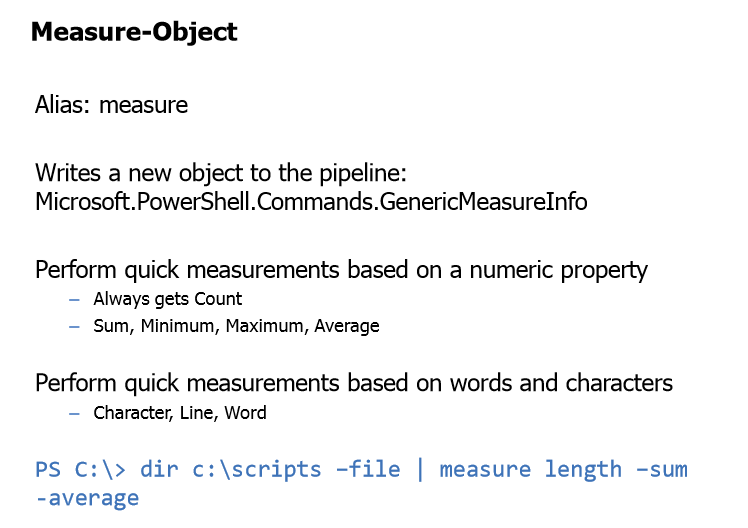 Measure-Object
Alias: measure
Writes a new object to the pipeline:
Microsoft.PowerShell.Commands.GenericMeasureInfo
Perform quick measurements based on a numeric property
– Always gets Count
– Sum, Minimum, Maximum, Average
Perform quick measurements based on words and characters
– Character, Line, Word
PS C:\> dir c:\scripts –file | measure length –sum
-average